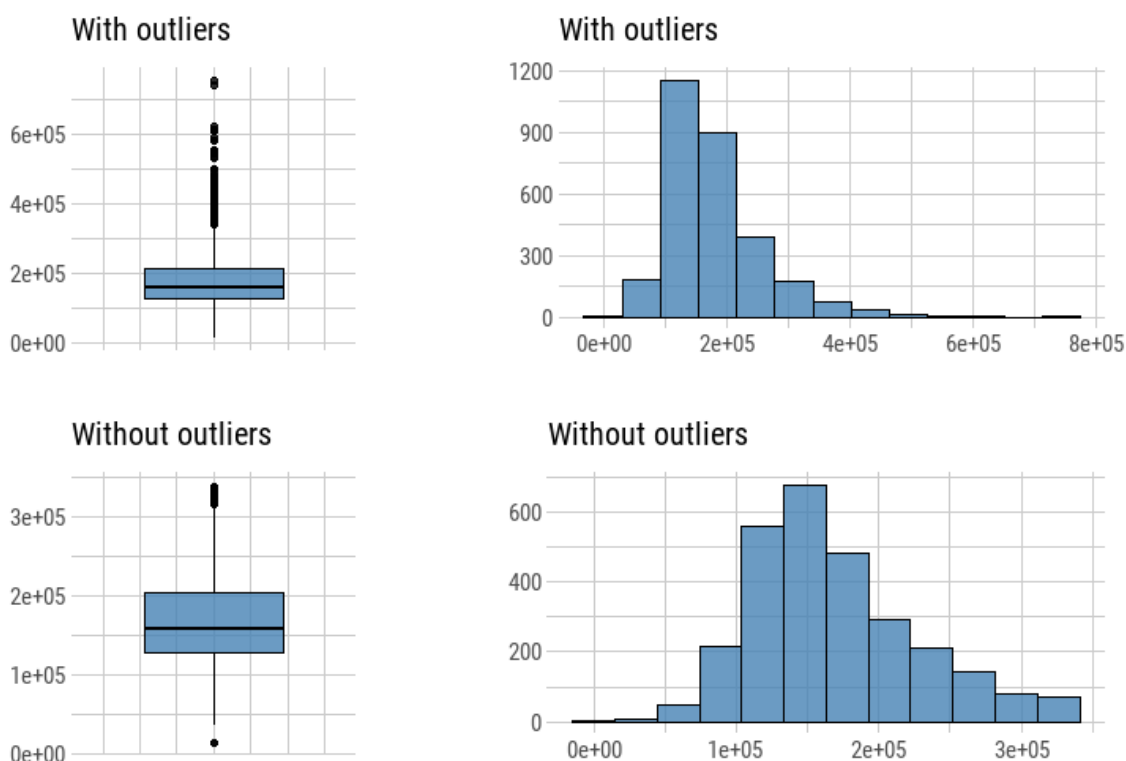 With outliers
6e+05
4e+05
2e+05
0e+00
With outliers
1200
900
600
300
0
0e+00 2e+05 4e+05 6e+05 8e+05
Without outliers
3e+05
2e+05
1e+05
0e+00
Without outliers
600
400
200
0
0e+00 1e+05 2e+05 3e+05